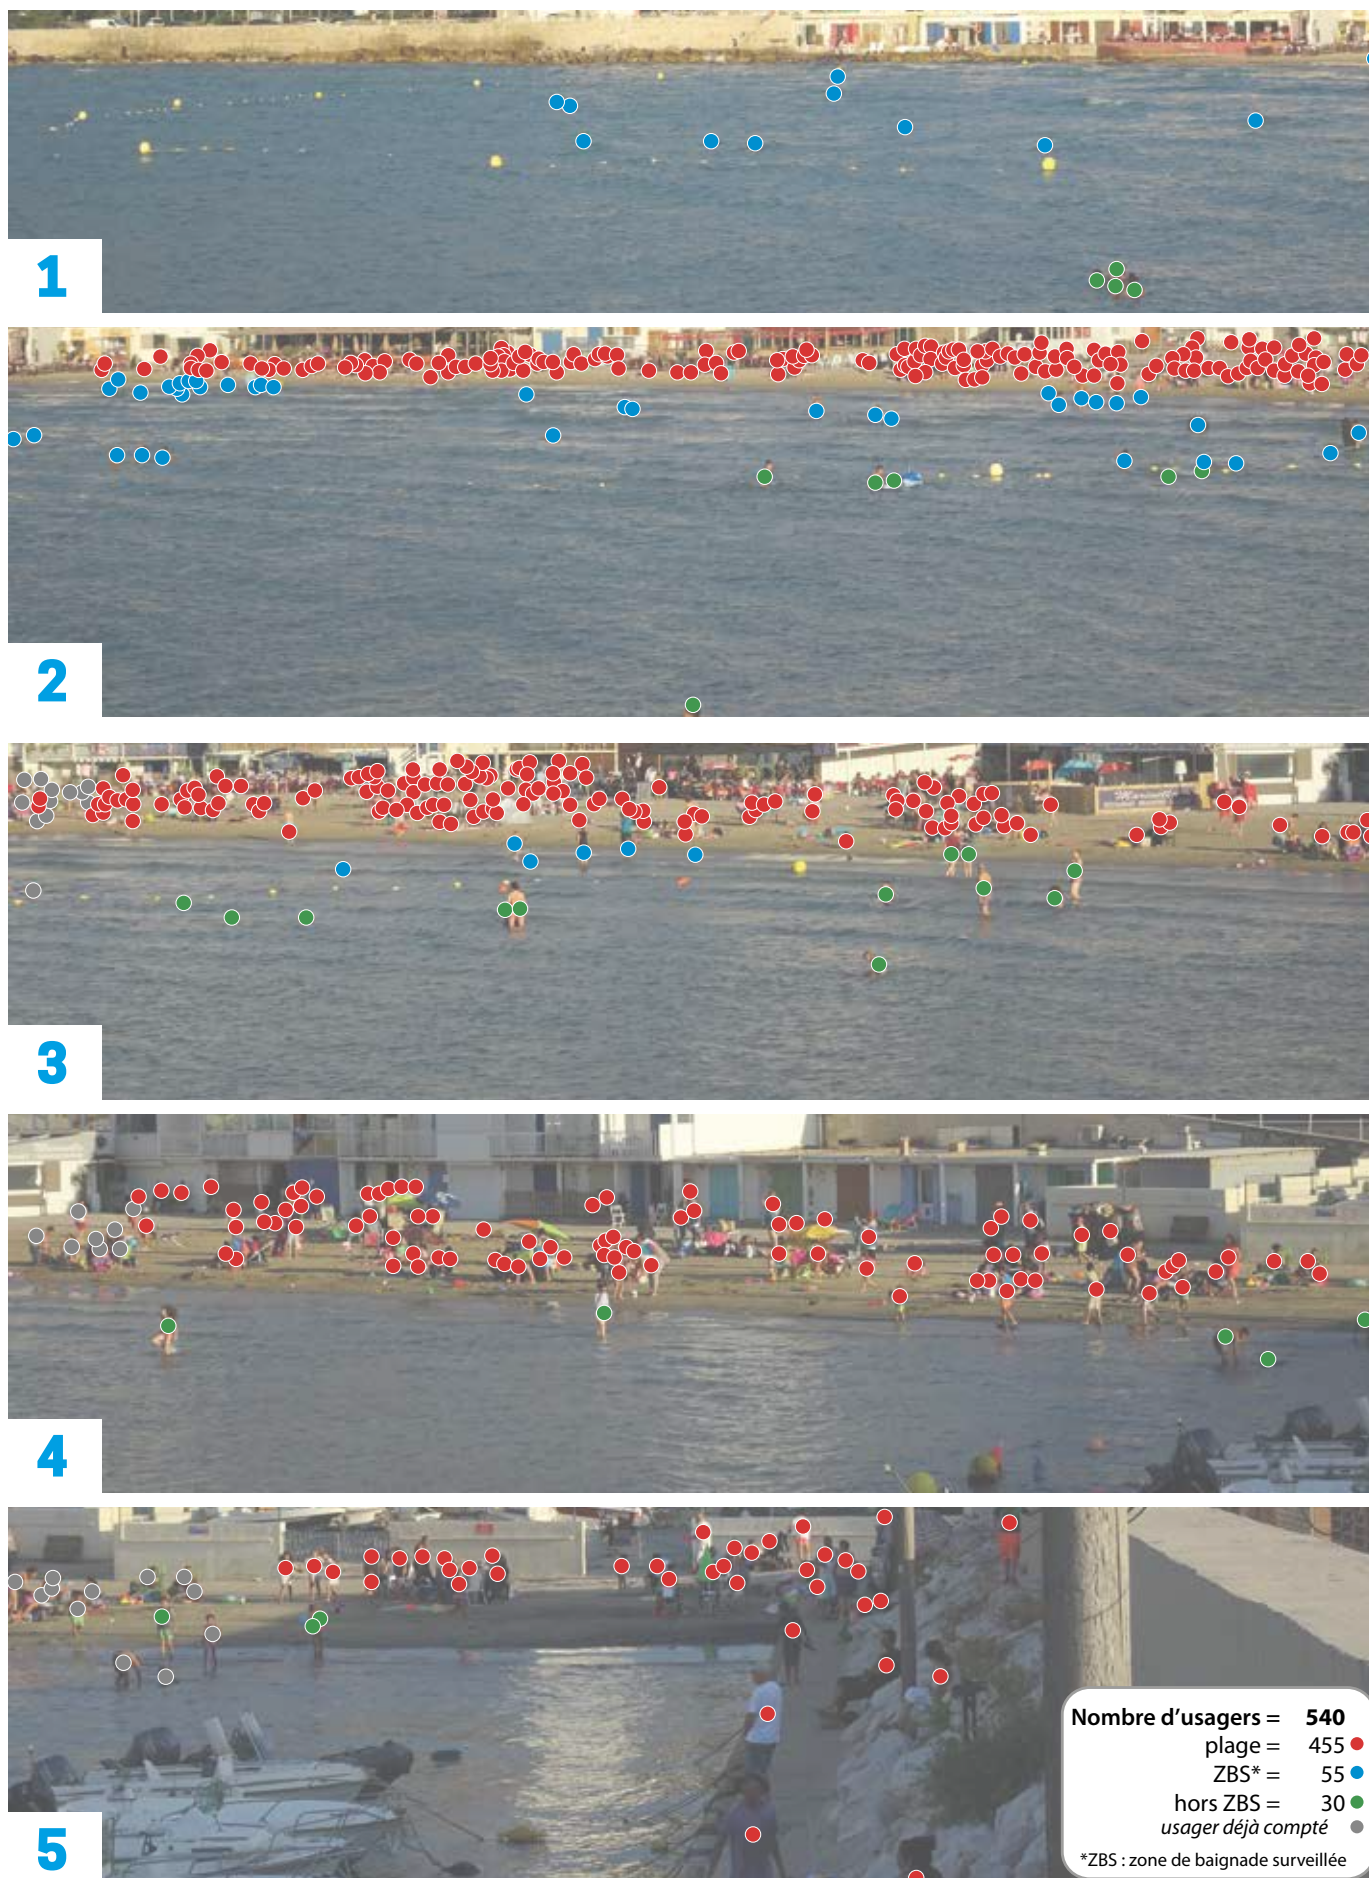 1
2
3
4
5
Nombre d'usagers = 540
plage = 455
ZBS* = 55
hors ZBS = 30
usager déjà compté
*ZBS : zone de baignade surveillée